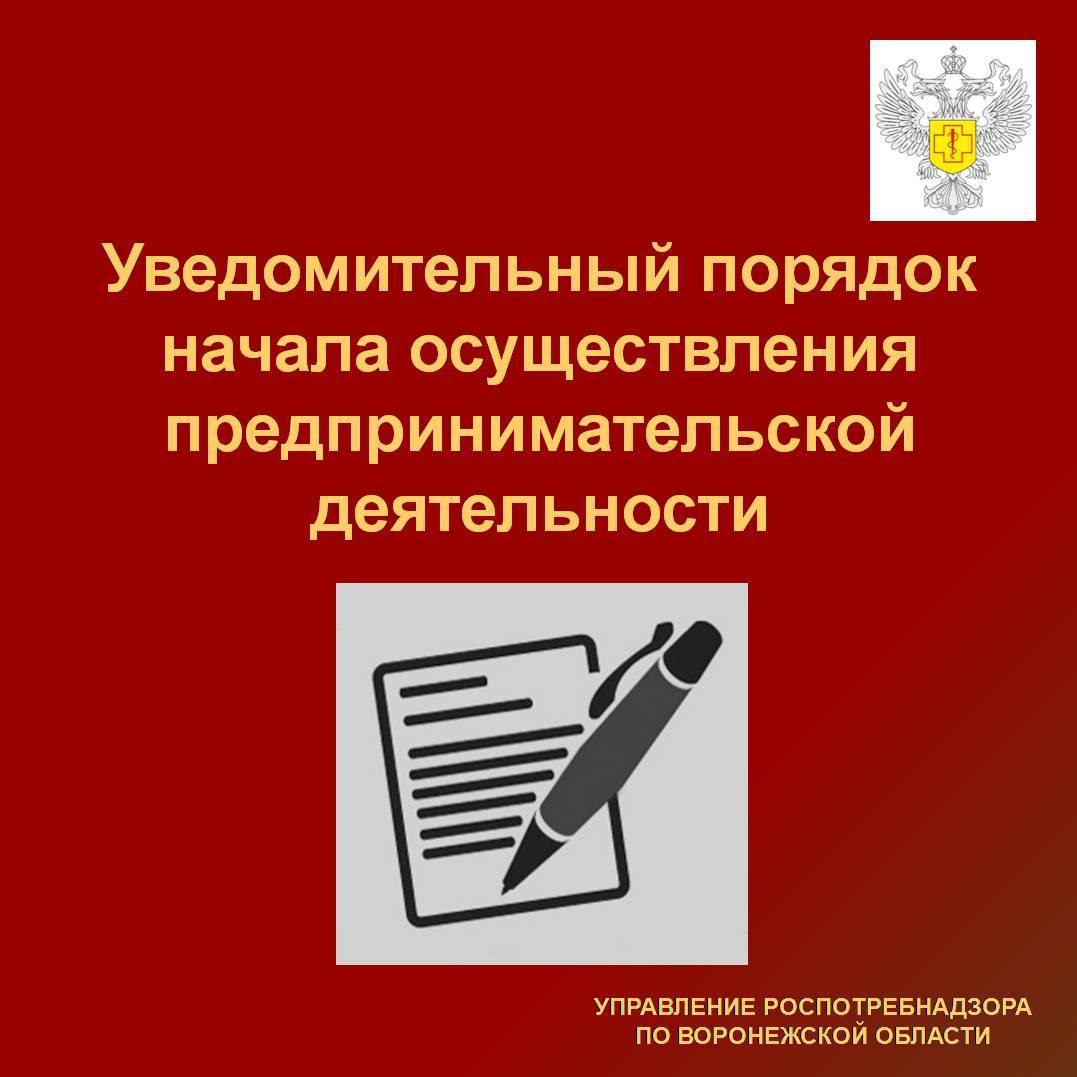 Уведомительный порядок
начала осуществления
предпринимательской
деятельности
УПРАВЛЕНИЕ РОСПОТРЕБНАДЗОРА
ПО ВОРОНЕЖСКОЙ ОБЛАСТИ